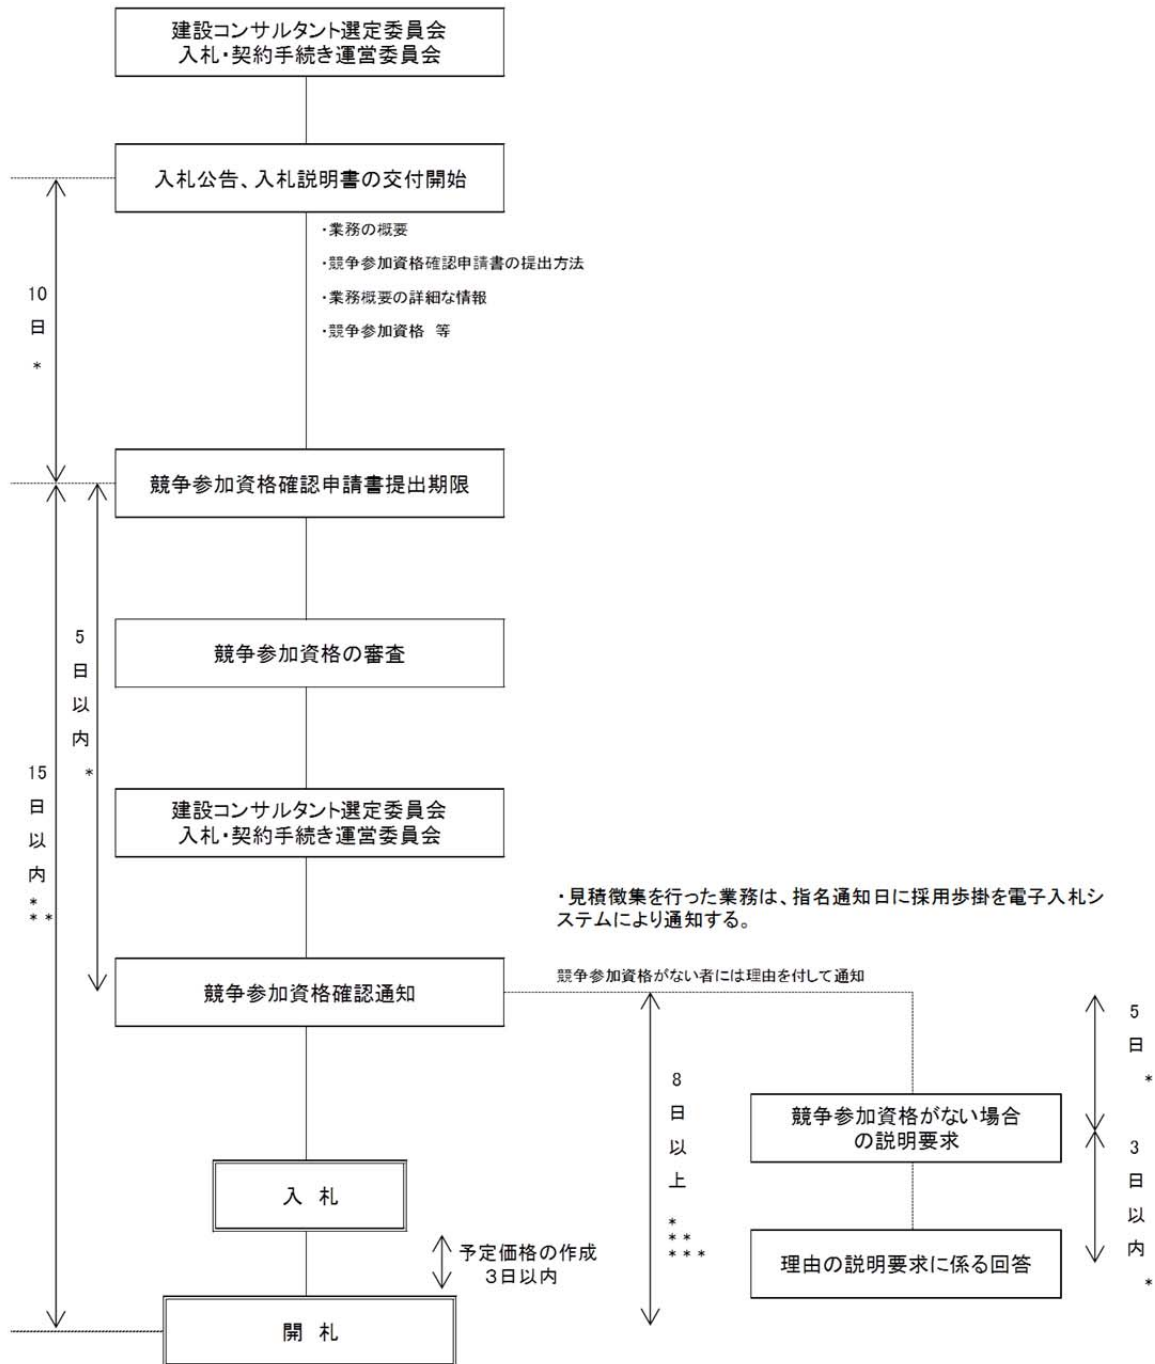 建設コンサルタント選定委員会
入札・契約手続き運営委員会
入札公告、入札説明書の交付開始
・業務の概要
・競争参加資格確認申請書の提出方法
・業務概要の詳細な情報
・競争参加資格　等
10日*
競争参加資格確認申請書提出期限
競争参加資格の審査
5日以内*
15日以内*
**
建設コンサルタント選定委員会
入札・契約手続き運営委員会
・見積徴集を行った業務は、指名通知日に採用歩掛を電子入札シ
ステムにより通知する。
競争参加資格がない者には理由を付して通知
競争参加資格確認通知
5日*
8日以上*
**
***
競争参加資格がない場合
の説明要求
3日以内*
入　札
予定価格の作成
3日以内
理由の説明要求に係る回答
開　札